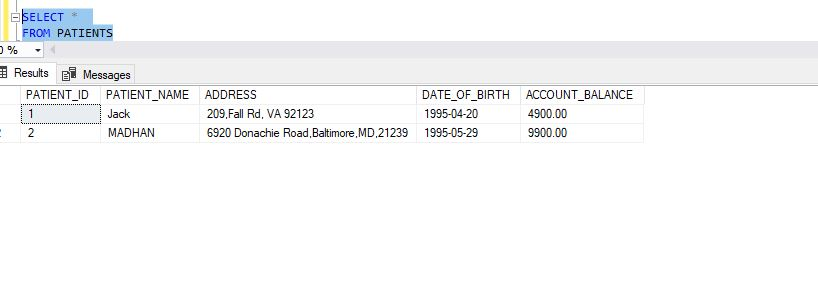 SELECT *
FROM PATIENTS
0 %
Results Messages
PATIENT_ID PATIENT_NAME ADDRESS DATE_OF_BIRTH ACCOUNT_BALANCE
1 Jack 209,Fall Rd, VA 92123 1995-04-20 4900.00
2 2 MADHAN 6920 Donachie Road,Baltimore,MD,21239 1995-05-29 9900.00